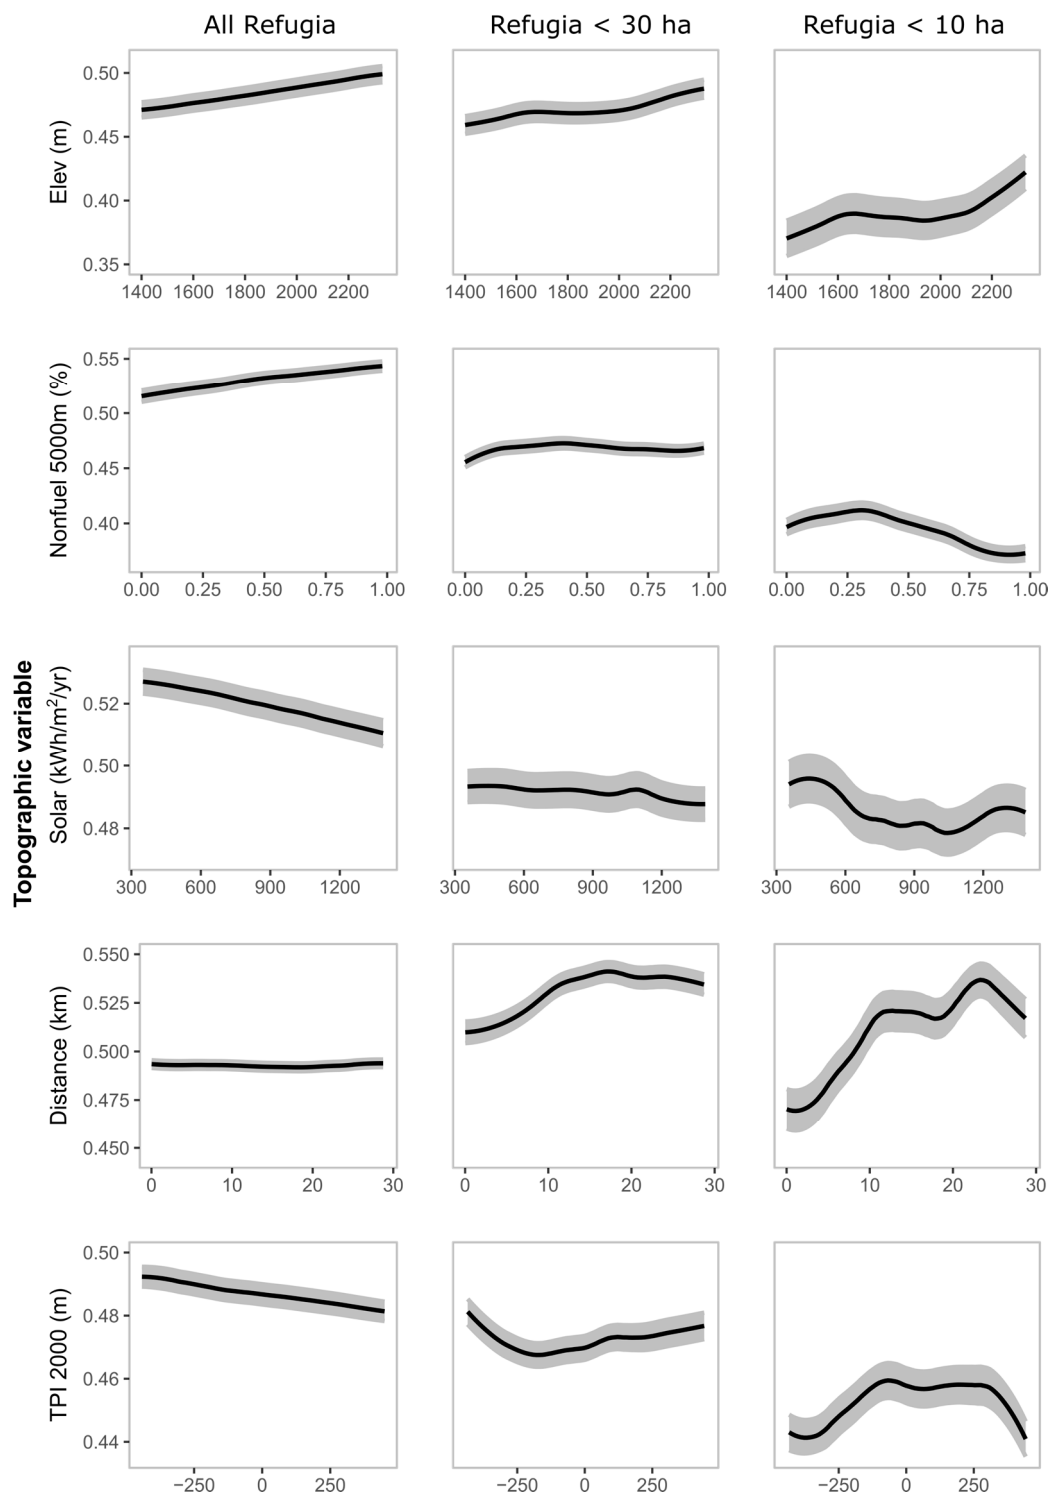 All Refugia Refugia < 30 ha Refugia < 10 ha
Elev (m)
0.50
0.45
0.40
0.35
1400 1600 1800 2000 2200 1400 1600 1800 2000 2200 1400 1600 1800 2000 2200
Nonfuel 5000m (%)
0.55
0.50
0.45
0.40
0.00 0.25 0.50 0.75 1.00 0.00 0.25 0.50 0.75 1.00 0.00 0.25 0.50 0.75 1.00
Topographic variable
Solar (kWh/m²/yr)
0.52
0.50
0.48
300 600 900 1200 300 600 900 1200 300 600 900 1200
Distance (km)
0.550
0.525
0.500
0.475
0.450
0 10 20 30 0 10 20 30 0 10 20 30
TPI 2000 (m)
0.50
0.48
0.46
0.44
−250 0 250 −250 0 250 −250 0 250